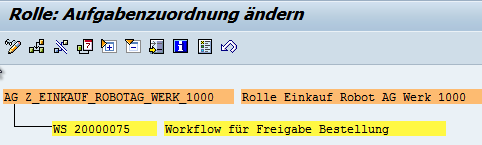 Rolle: Aufgabenzuordnung ändern
AG Z_EINKAUF_ROBOTAG_WERK_1000 Rolle Einkauf Robot AG Werk 1000
WS 20000075 Workflow für Freigabe Bestellung